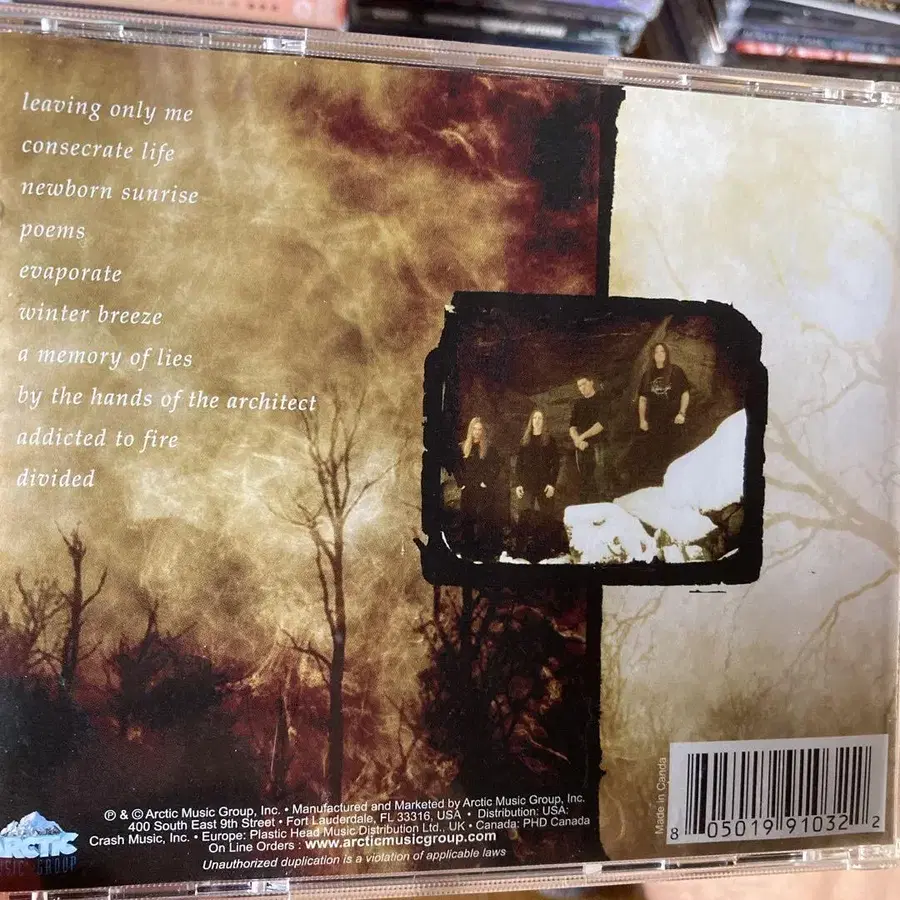 leaving only me
consecrate life
newborn sunrise
poems
evaporate
winter breeze
a memory of lies
by the hands of the architect
addicted to fire
divided
℗ & © Arctic Music Group, Inc. • Manufactured and Marketed by Arctic Music Group, Inc.
400 South East 9th Street • Fort Lauderdale, FL 33316, USA • Distribution: USA:
Crash Music, Inc. • Europe: Plastic Head Music Distribution Ltd., UK • Canada: PHD Canada
On Line Orders : www.arcticmusicgroup.com
Unauthorized duplication is a violation of applicable laws
ARCTIC
MUSIC GROUP
Made in Canda
8 05019 91032 2